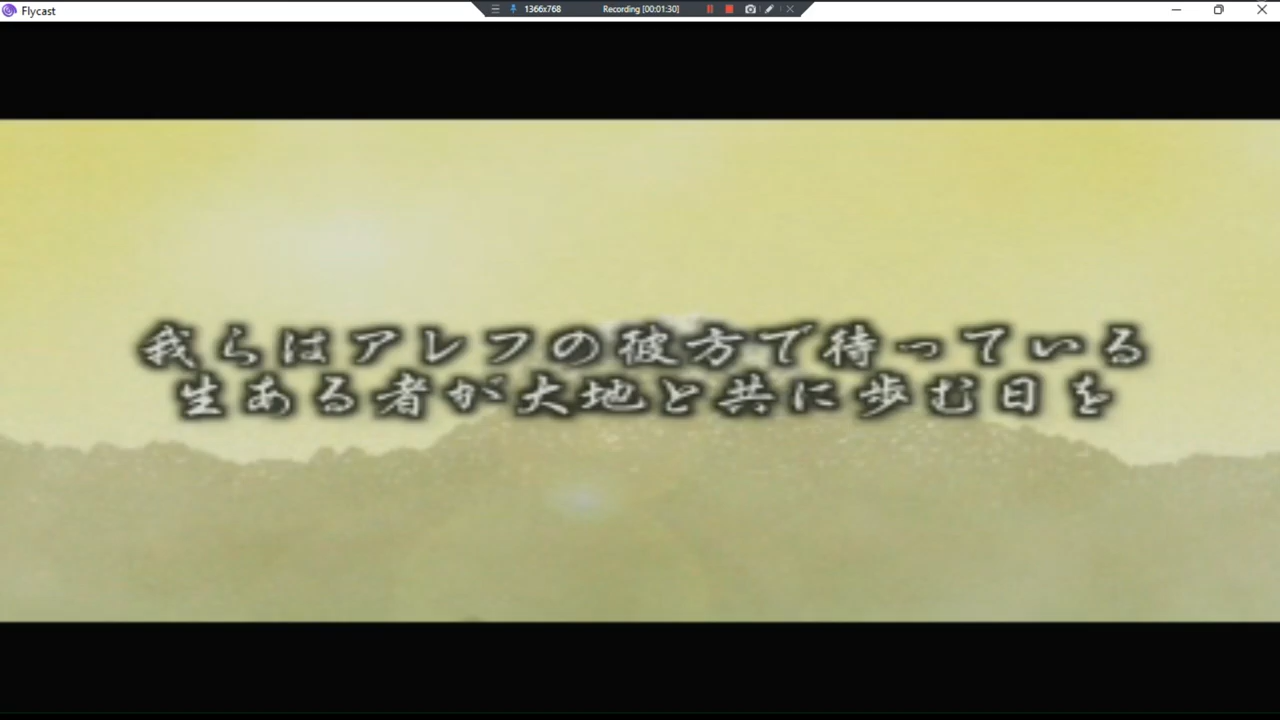 Flycast
1366x768
Recording [00:01:30]
我らはアレフの彼方で待っている
生ある者が大地と共に歩む日を